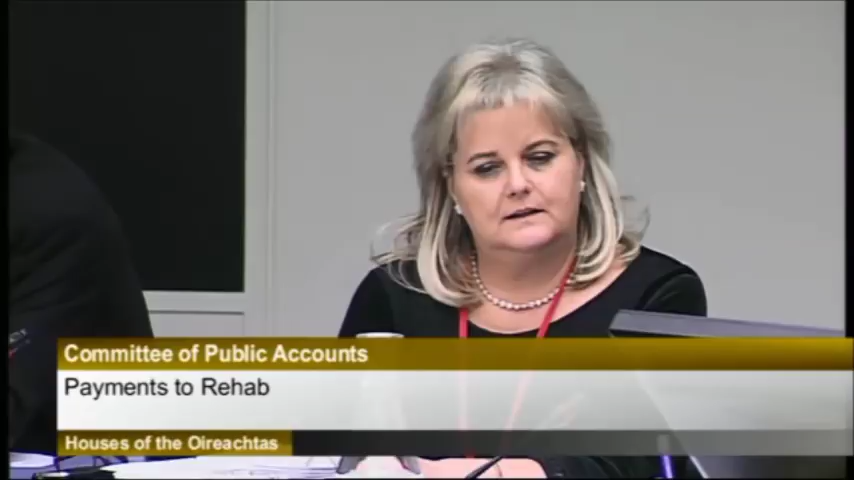 Committee of Public Accounts
Payments to Rehab
Houses of the Oireachtas